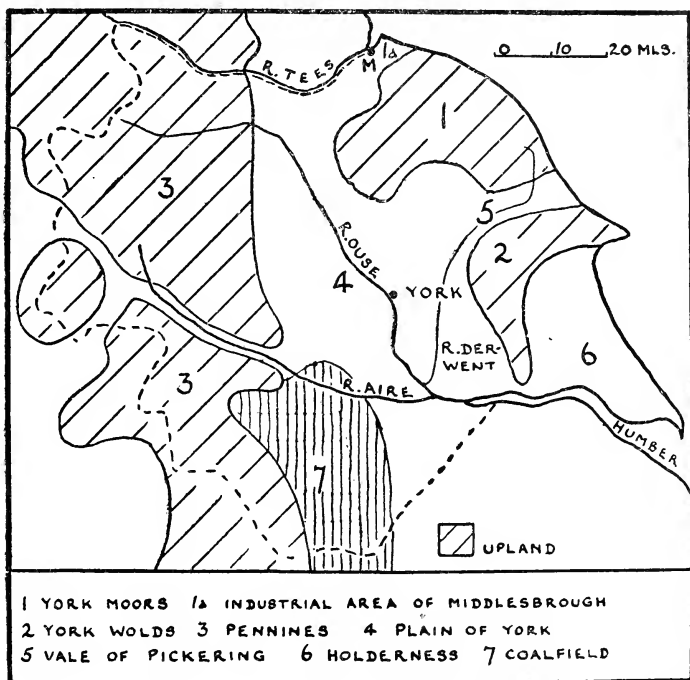 0 10 20 MLS.
R. TEES
M 1a
1
3
5
R. OUSE
2
4
YORK
R. DER-
WENT
6
3
R. AIRE
HUMBER
7
UPLAND
1 YORK MOORS 1a INDUSTRIAL AREA OF MIDDLESBROUGH
2 YORK WOLDS 3 PENNINES 4 PLAIN OF YORK
5 VALE OF PICKERING 6 HOLDERNESS 7 COALFIELD